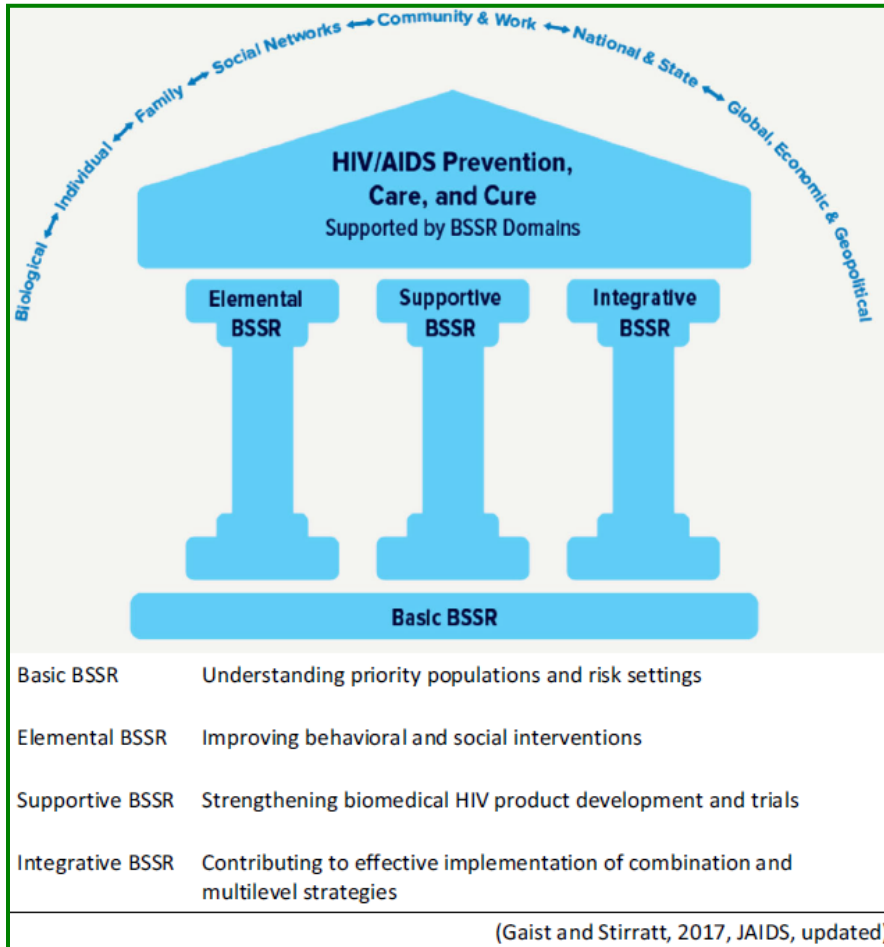 Biological ↔ Individual ↔ Family ↔ Social Networks ↔ Community & Work ↔ National & State ↔ Global, Economic & Geopolitical
HIV/AIDS Prevention,
Care, and Cure
Supported by BSSR Domains
Elemental
BSSR
Supportive
BSSR
Integrative
BSSR
Basic BSSR
Basic BSSR Understanding priority populations and risk settings
Elemental BSSR Improving behavioral and social interventions
Supportive BSSR Strengthening biomedical HIV product development and trials
Integrative BSSR Contributing to effective implementation of combination and
multilevel strategies
(Gaist and Stirratt, 2017, JAIDS, updated)